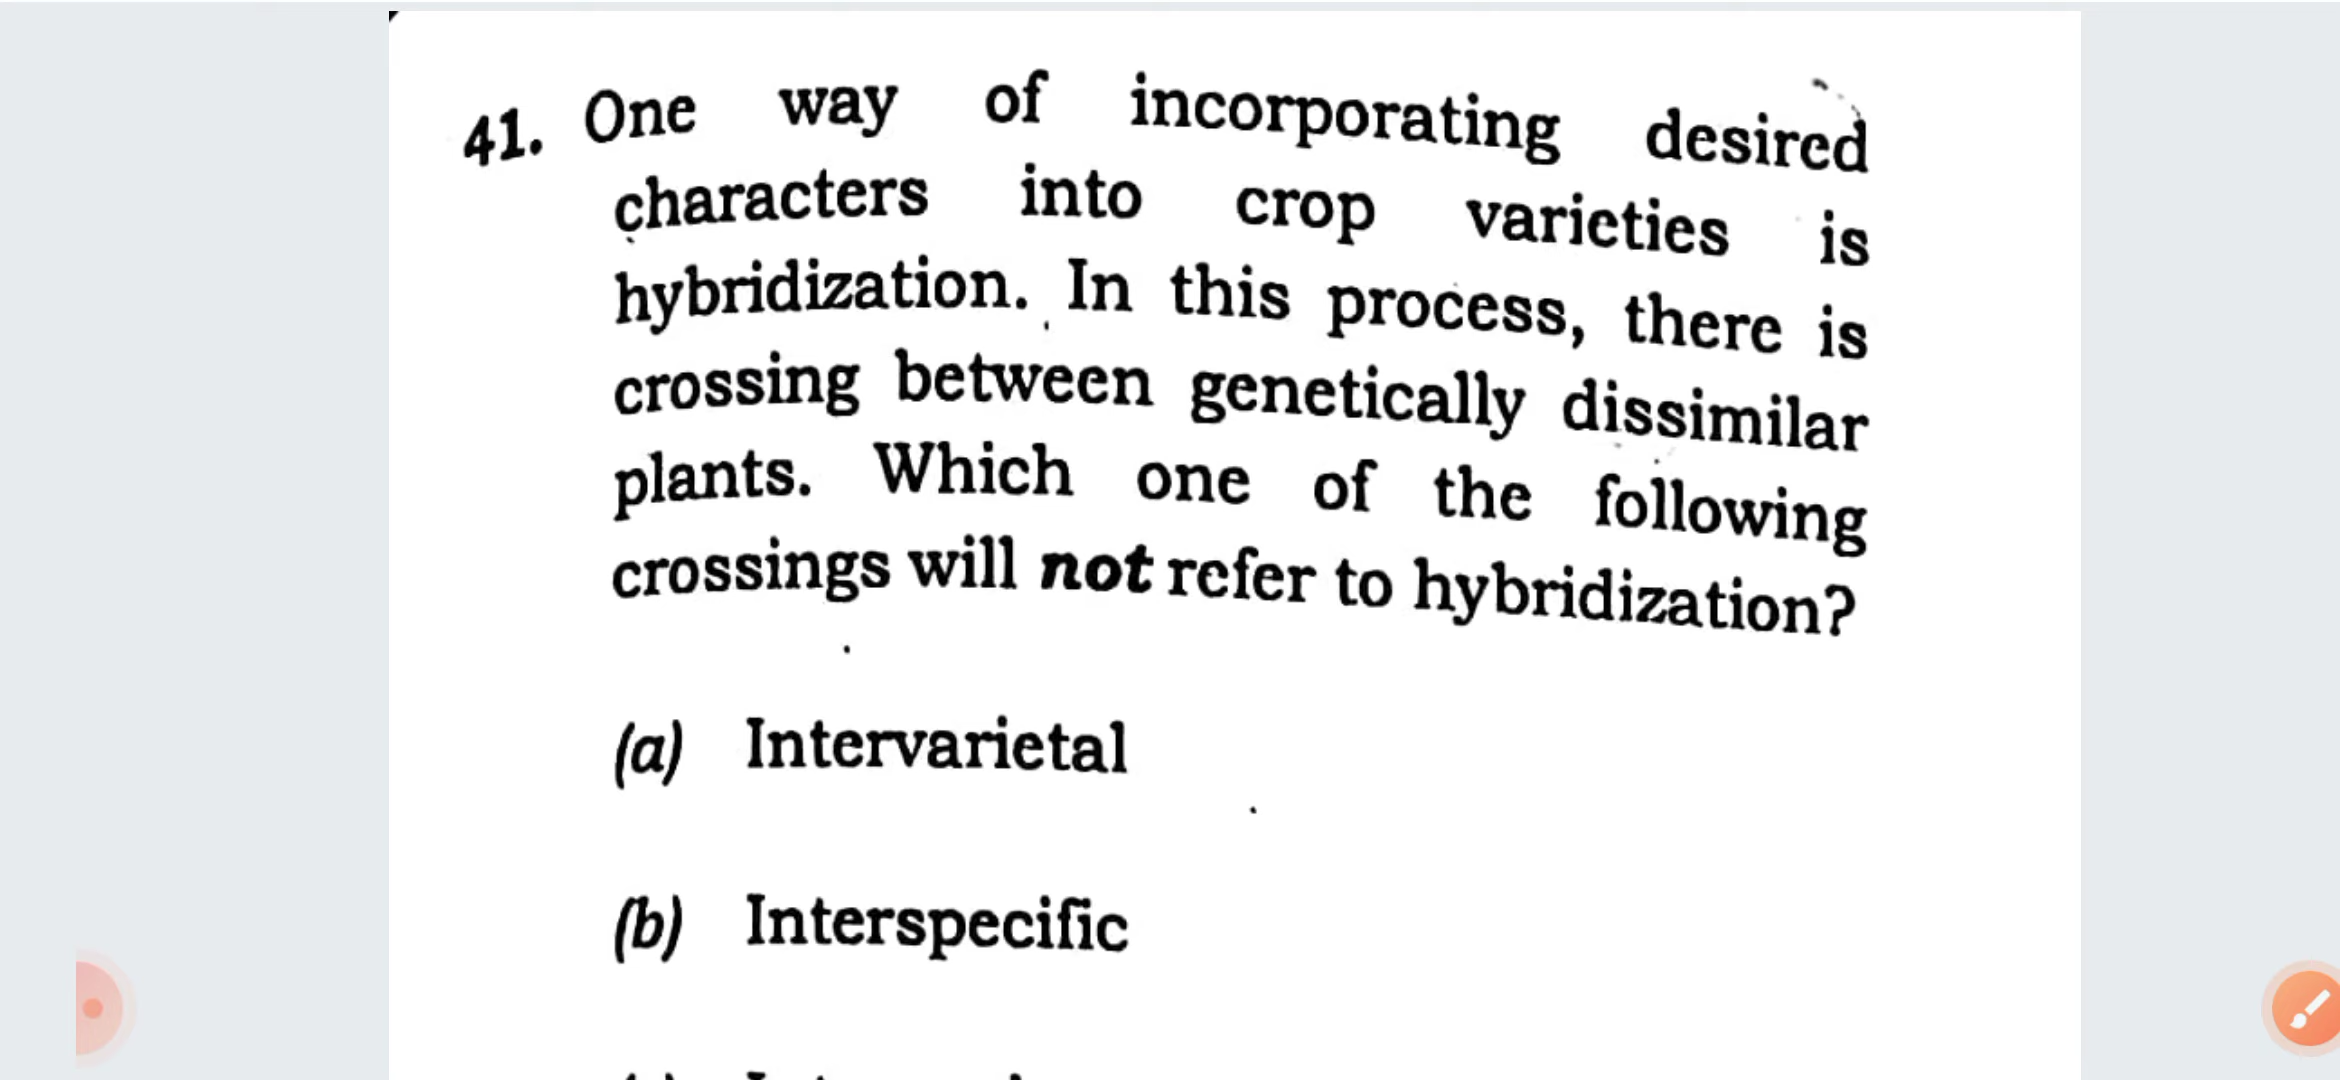 41. One way of incorporating desired
characters into crop varieties is
hybridization. In this process, there is
crossing between genetically dissimilar
plants. Which one of the following
crossings will not refer to hybridization?
(a) Intervarietal
(b) Interspecific